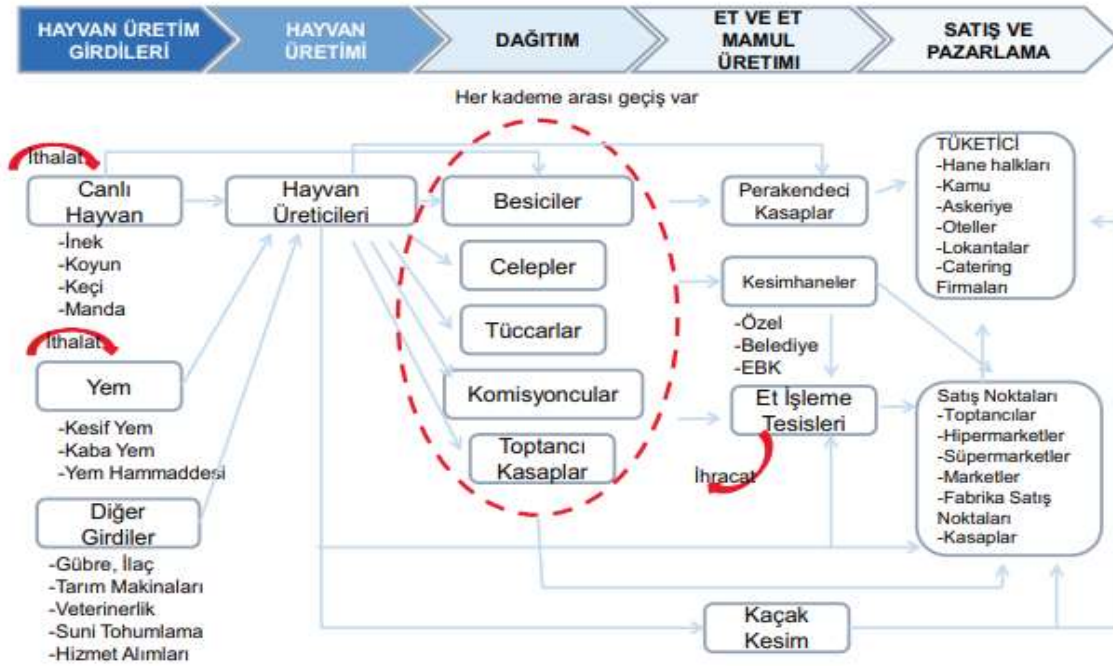 HAYVAN ÜRETİM
GİRDİLERİ
HAYVAN
ÜRETİMİ
DAĞITIM
ET VE ET
MAMUL
ÜRETIMI
SATIŞ VE
PAZARLAMA
Her kademe arası geçiş var
İthalat
Canlı
Hayvan
-İnek
-Koyun
-Keçi
-Manda
İthalat
Yem
-Kesif Yem
-Kaba Yem
-Yem Hammaddesi
Diğer
Girdiler
-Gübre, İlaç
-Tarım Makinaları
-Veterinerlik
-Suni Tohumlama
-Hizmet Alımları
Hayvan
Üreticileri
Besiciler
Celepler
Tüccarlar
Komisyoncular
Toptancı
Kasaplar
Perakendeci
Kasaplar
Kesimhaneler
-Özel
-Belediye
-EBK
Et İşleme
Tesisleri
İhracat
Kaçak
Kesim
TÜKETİCİ
-Hane halkları
-Kamu
-Askeriye
-Oteller
-Lokantalar
-Catering
Firmaları
Satış Noktaları
-Toptancılar
-Hipermarketler
-Süpermarketler
-Marketler
-Fabrika Satış
Noktaları
-Kasaplar